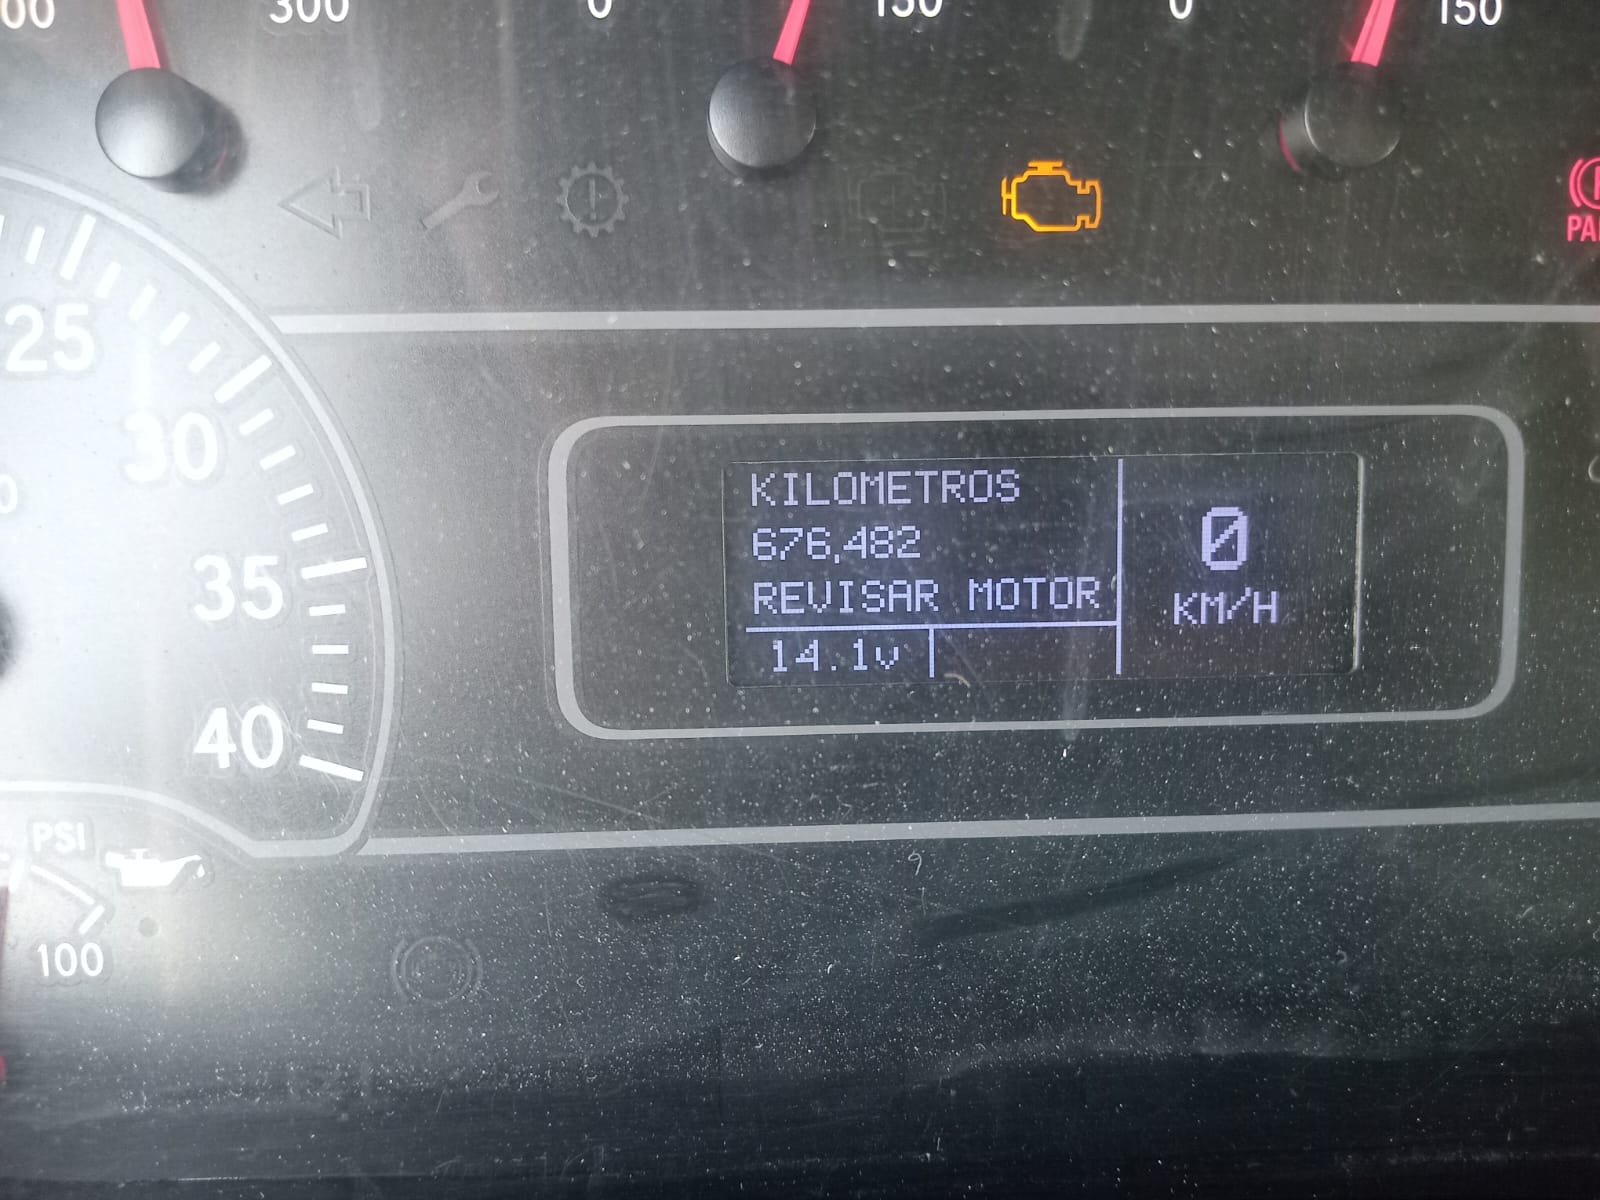 300
0
150
0
150
25
30
35
40
KILOMETROS
676,482
REVISAR MOTOR
14.1v
0
KM/H
PSI
100